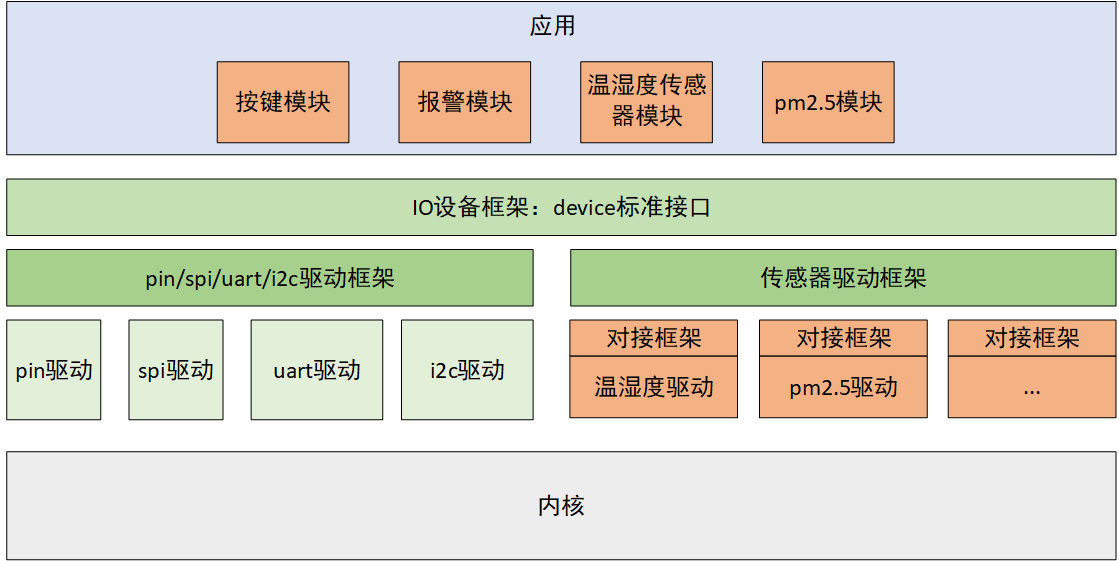 应用
按键模块
报警模块
温湿度传感
器模块
pm2.5模块
IO设备框架：device标准接口
pin/spi/uart/i2c驱动框架
传感器驱动框架
pin驱动
spi驱动
uart驱动
i2c驱动
对接框架
温湿度驱动
对接框架
pm2.5驱动
对接框架
...
内核